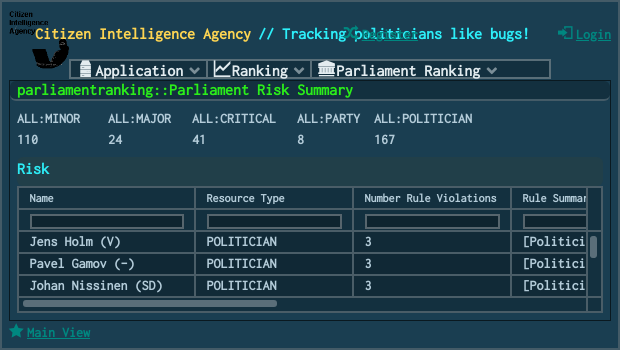 Citizen
Intelligence
Agency
Citizen Intelligence Agency // Tracking politicians like bugs!
Register
Login
Application
Ranking
Parliament Ranking
parliamentranking::Parliament Risk Summary
ALL:MINOR ALL:MAJOR ALL:CRITICAL ALL:PARTY ALL:POLITICIAN
110 24 41 8 167
Risk
Name Resource Type Number Rule Violations Rule Summar
Jens Holm (V) POLITICIAN 3 [Politici
Pavel Gamov (-) POLITICIAN 3 [Politici
Johan Nissinen (SD) POLITICIAN 3 [Politici
Main View